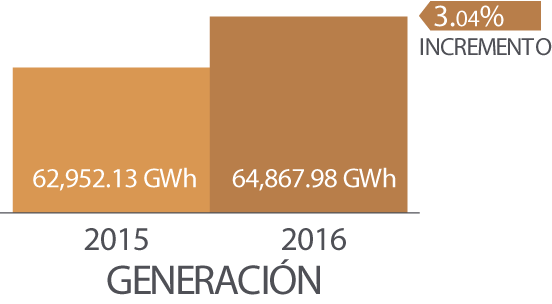 3.04%
INCREMENTO
62,952.13 GWh
64,867.98 GWh
2015
2016
GENERACIÓN